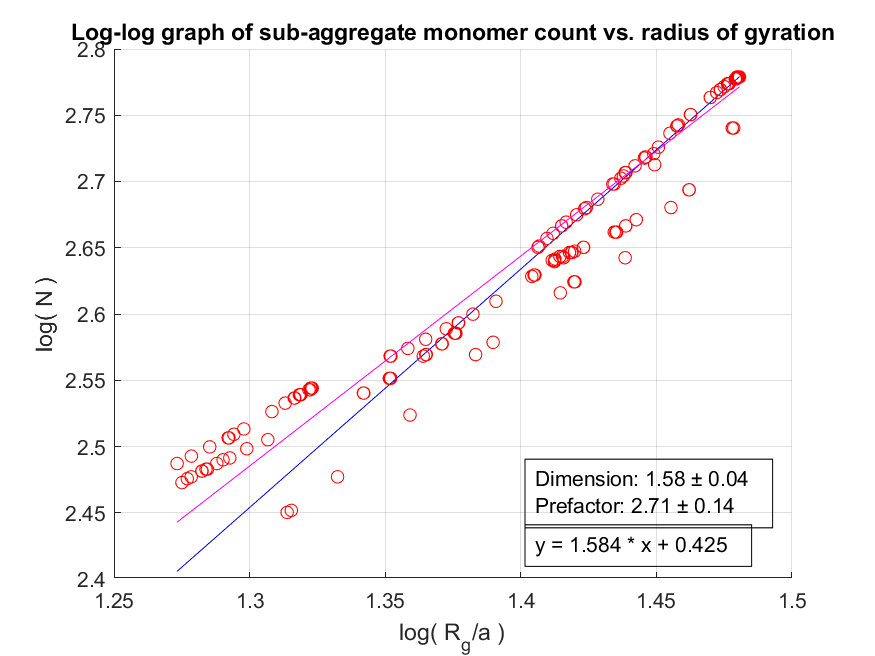 Log-log graph of sub-aggregate monomer count vs. radius of gyration
2.8
2.75
2.7
2.65
2.6
2.55
2.5
2.45
2.4
log( N )
Dimension: 1.58 ± 0.04
Prefactor: 2.71 ± 0.14
y = 1.584 * x + 0.425
1.25 1.3 1.35 1.4 1.45 1.5
log( R_g/a )